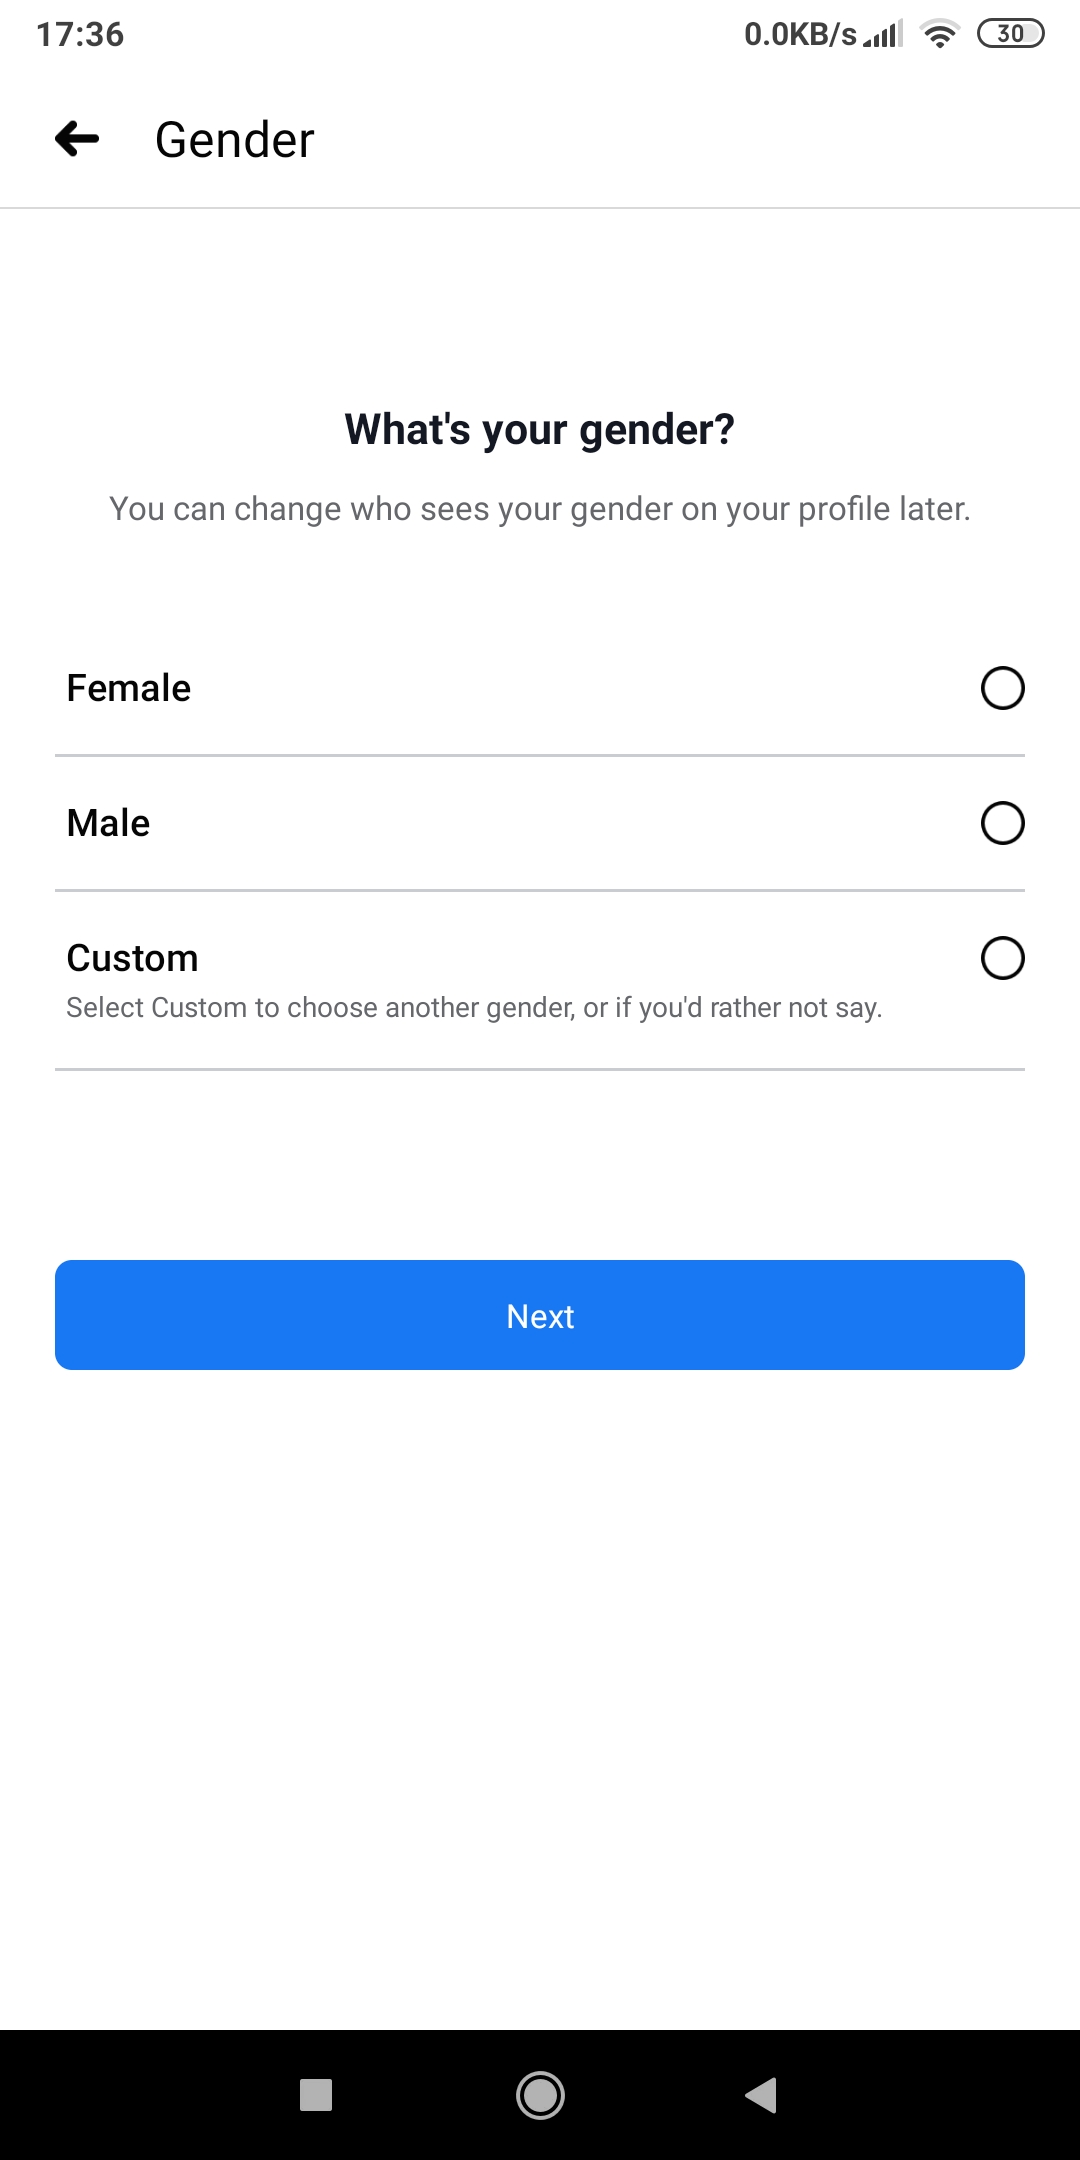 17:36 0.0KB/s 30
Gender
What's your gender?
You can change who sees your gender on your profile later.
Female
Male
Custom
Select Custom to choose another gender, or if you'd rather not say.
Next